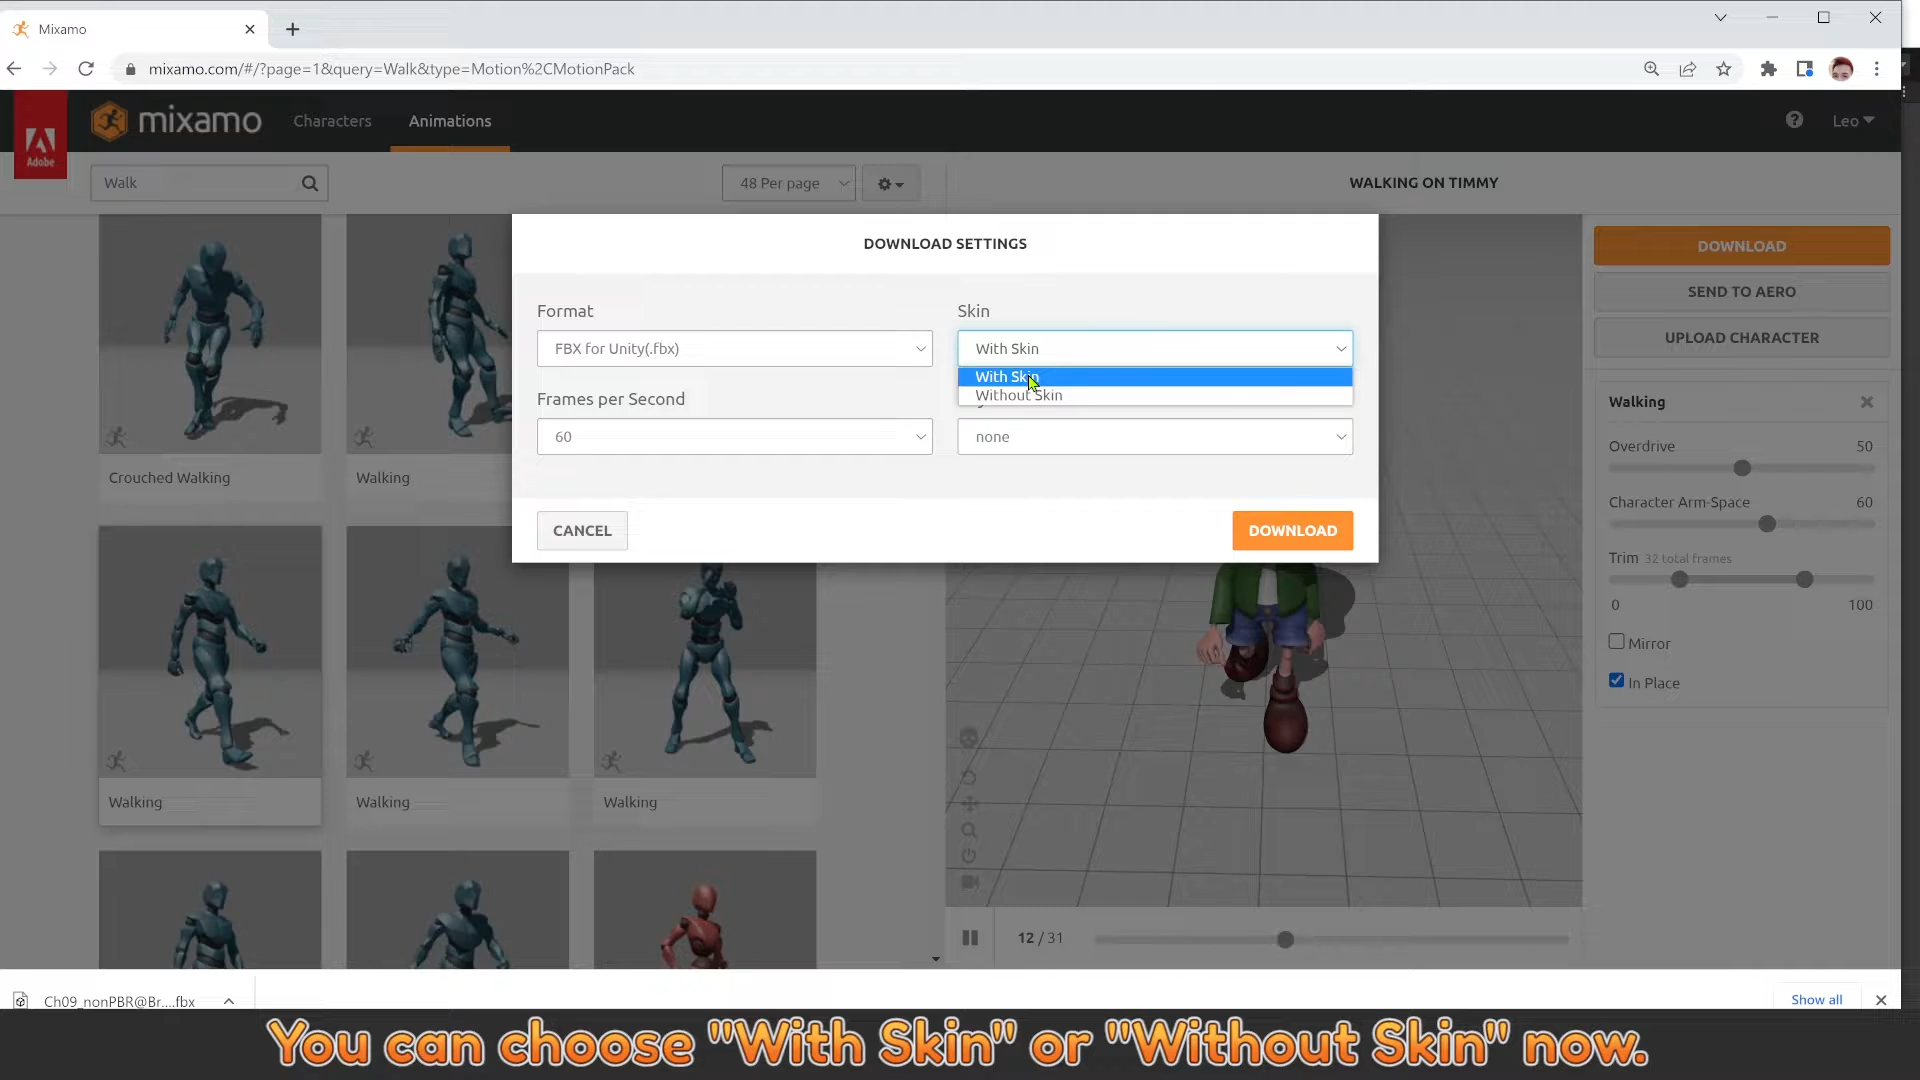 Mixamo
mixamo.com/#/?page=1&query=Walk&type=Motion%2CMotionPack
Adobe
mixamo
Characters
Animations
Leo
Walk
48 Per page
WALKING ON TIMMY
DOWNLOAD SETTINGS
Format
FBX for Unity(.fbx)
Skin
With Skin
With Skin
Without Skin
Frames per Second
60
none
CANCEL
DOWNLOAD
DOWNLOAD
SEND TO AERO
UPLOAD CHARACTER
Walking
Overdrive 50
Character Arm-Space 60
Trim 32 total frames
0 100
Mirror
In Place
Crouched Walking
Walking
Walking
Walking
Walking
12 / 31
Ch09_nonPBR@Br....fbx
Show all
You can choose "With Skin" or "Without Skin" now.